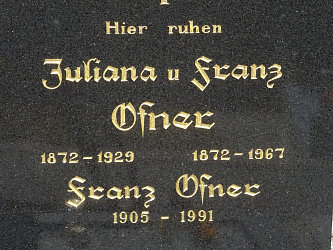 Hier ruhen
Juliana u Franz
Ofner
1872-1929 1872-1967
Franz Ofner
1905-1991